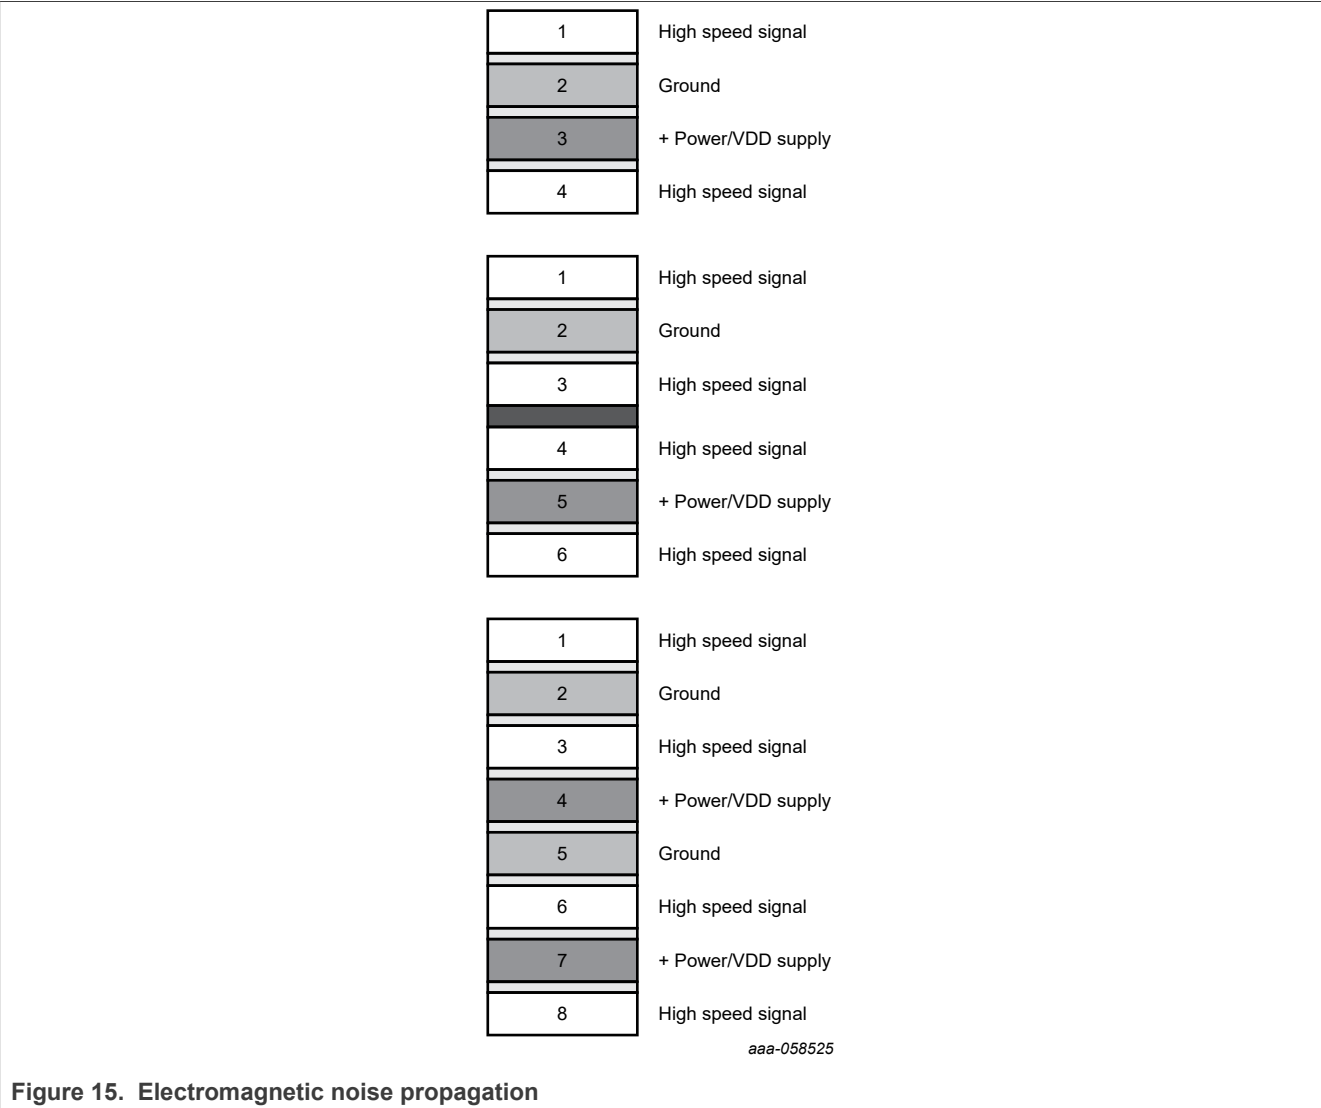 1 High speed signal
2 Ground
3 + Power/VDD supply
4 High speed signal
1 High speed signal
2 Ground
3 High speed signal
4 High speed signal
5 + Power/VDD supply
6 High speed signal
1 High speed signal
2 Ground
3 High speed signal
4 + Power/VDD supply
5 Ground
6 High speed signal
7 + Power/VDD supply
8 High speed signal
aaa-058525
Figure 15. Electromagnetic noise propagation